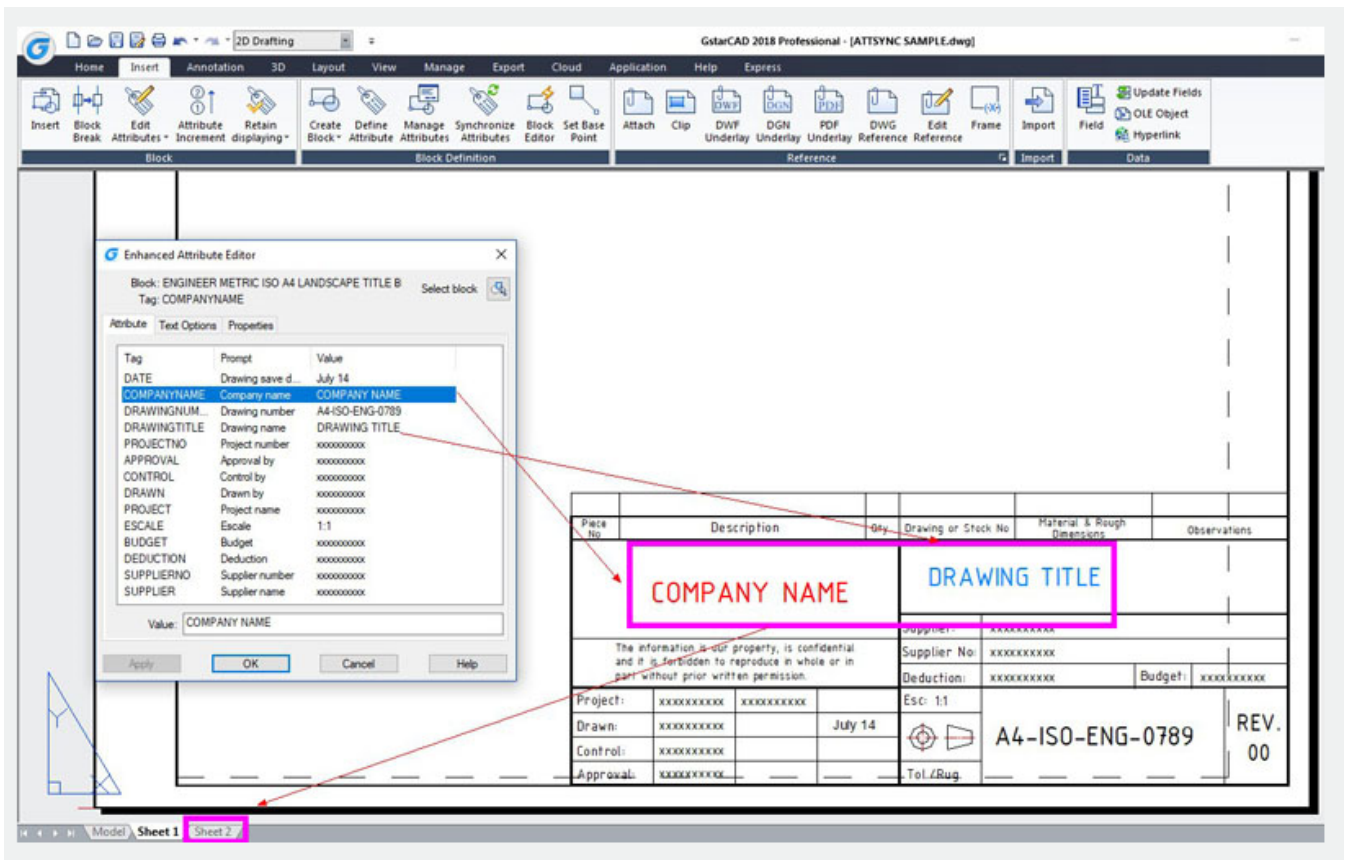 2D Drafting
GstarCAD 2018 Professional - [ATTSYNC SAMPLE.dwg]
Home Insert Annotation 3D Layout View Manage Export Cloud Application Help Express
Insert
Block Break
Edit Attributes
Attribute Increment
Retain displaying
Create Block
Define Attribute
Manage Attributes
Synchronize Attributes
Block Editor
Set Base Point
Attach
Clip
DWF Underlay
DGN Underlay
PDF Underlay
DWG Reference
Edit Reference
Frame
Import
Field
Update Fields
OLE Object
Hyperlink
Block Block Definition Reference Import Data
Enhanced Attribute Editor
Block: ENGINEER METRIC ISO A4 LANDSCAPE TITLE B
Tag: COMPANYNAME
Select block
Attribute Text Options Properties
Tag Prompt Value
DATE Drawing save d... July 14
COMPANYNAME Company name COMPANY NAME
DRAWINGNUM... Drawing number A4-ISO-ENG-0789
DRAWINGTITLE Drawing name DRAWING TITLE
PROJECTNO Project number xxxxxxxxxx
APPROVAL Approval by xxxxxxxxxx
CONTROL Control by xxxxxxxxxx
DRAWN Drawn by xxxxxxxxxx
PROJECT Project name xxxxxxxxxx
ESCALE Escale 1:1
BUDGET Budget xxxxxxxxxx
DEDUCTION Deduction xxxxxxxxxx
SUPPLIERNO Supplier number xxxxxxxxxx
SUPPLIER Supplier name xxxxxxxxxx
Value: COMPANY NAME
Apply OK Cancel Help
Piece No
Description
Qty
Drawing or Stock No
Material & Rough Dimensions
Observations
COMPANY NAME
DRAWING TITLE
Supplier: xxxxxxxxxx
The information is our property, is confidential
and it is forbidden to reproduce in whole or in
part without prior written permission.
Supplier No: xxxxxxxxxx
Deduction: xxxxxxxxxx Budget: xxxxxxxxxx
Project: xxxxxxxxxx xxxxxxxxxx
Drawn: xxxxxxxxxx July 14
Control: xxxxxxxxxx
Approval: xxxxxxxxxx
Esc: 1:1
A4-ISO-ENG-0789
REV.
00
Tol./Rug.
Y
Model Sheet 1 Sheet 2